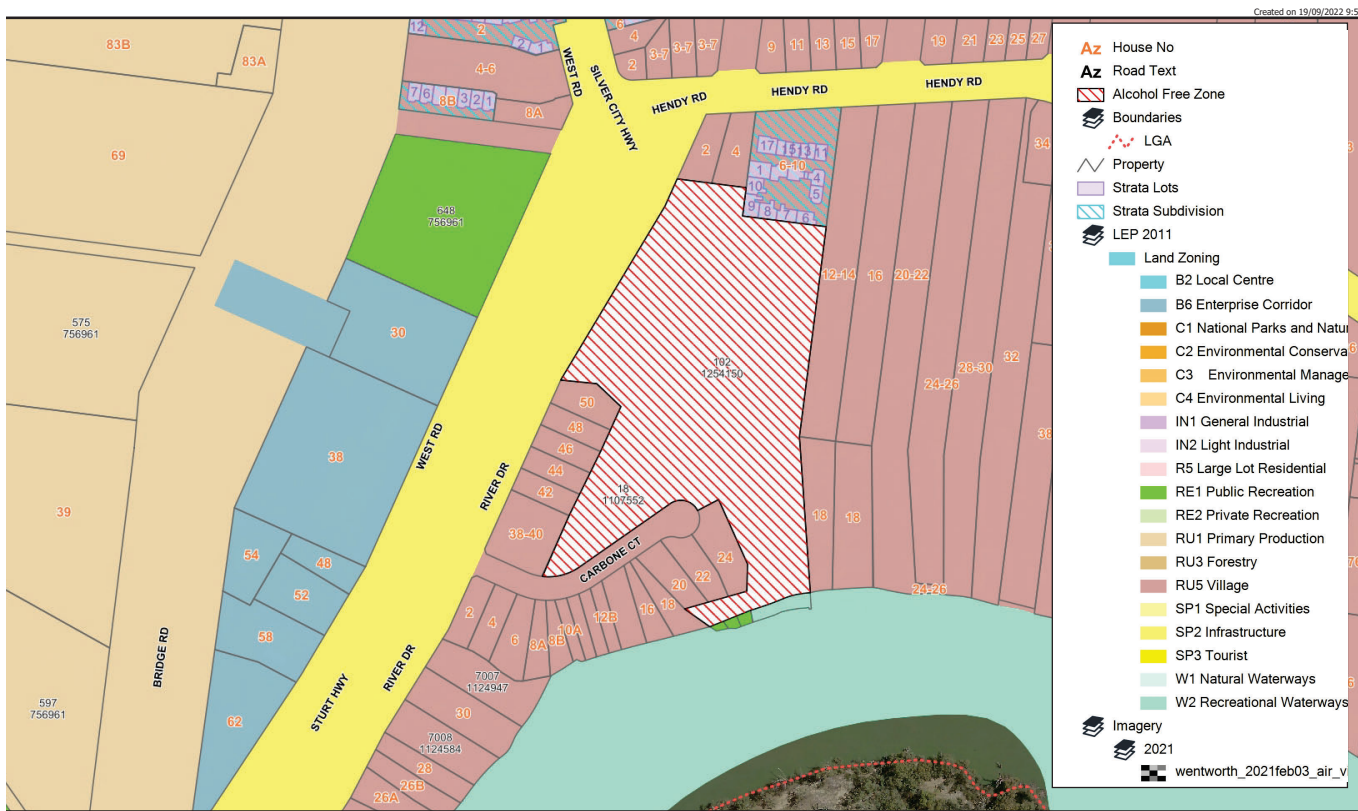 Created on 19/09/2022 9:5
83B
83A
69
575
756961
39
597
756961
12
2
2 1
4-6
7 6 3 2 1
8B
8A
648
756961
30
38
54
48
52
58
62
BRIDGE RD
WEST RD
SILVER CITY HWY
WEST RD
RIVER DR
STURT HWY
RIVER DR
HENDY RD
HENDY RD
HENDY RD
6
4
2
3-7
3-7
3-7
9
11
13
15
17
19
21
23
25
27
34
2
4
17 15 13 11
6-10
1
4
10
5
9 8 7 6
12-14
16
20-22
24-26
28-30
32
38
102
1254150
18
1107552
50
48
46
44
42
38-40
CARBONE CT
24
22
20
18
16
12B
10A
8B
8A
6
4
2
18
18
24-26
7007
1124947
30
7008
1124584
28
26B
26A
Az House No
Az Road Text
Alcohol Free Zone
Boundaries
LGA
Property
Strata Lots
Strata Subdivision
LEP 2011
Land Zoning
B2 Local Centre
B6 Enterprise Corridor
C1 National Parks and Natu
C2 Environmental Conserva
C3 Environmental Manage
C4 Environmental Living
IN1 General Industrial
IN2 Light Industrial
R5 Large Lot Residential
RE1 Public Recreation
RE2 Private Recreation
RU1 Primary Production
RU3 Forestry
RU5 Village
SP1 Special Activities
SP2 Infrastructure
SP3 Tourist
W1 Natural Waterways
W2 Recreational Waterways
Imagery
2021
wentworth_2021feb03_air_v